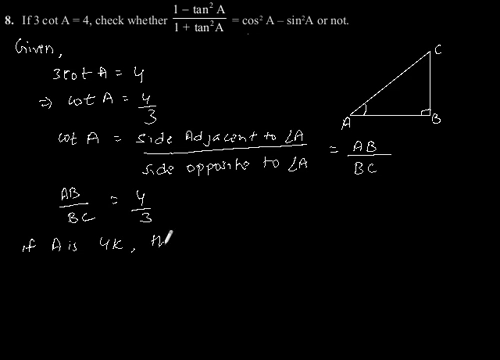 8. If 3 cot A = 4, check whether (1 – tan² A)/(1 + tan² A) = cos² A – sin²A or not.
Given,
3cot A = 4
⇒ cot A = 4/3
cot A = side Adjacent to ∠A / side opposite to ∠A = AB/BC
AB/BC = 4/3
if A is 4K,
C
A
B